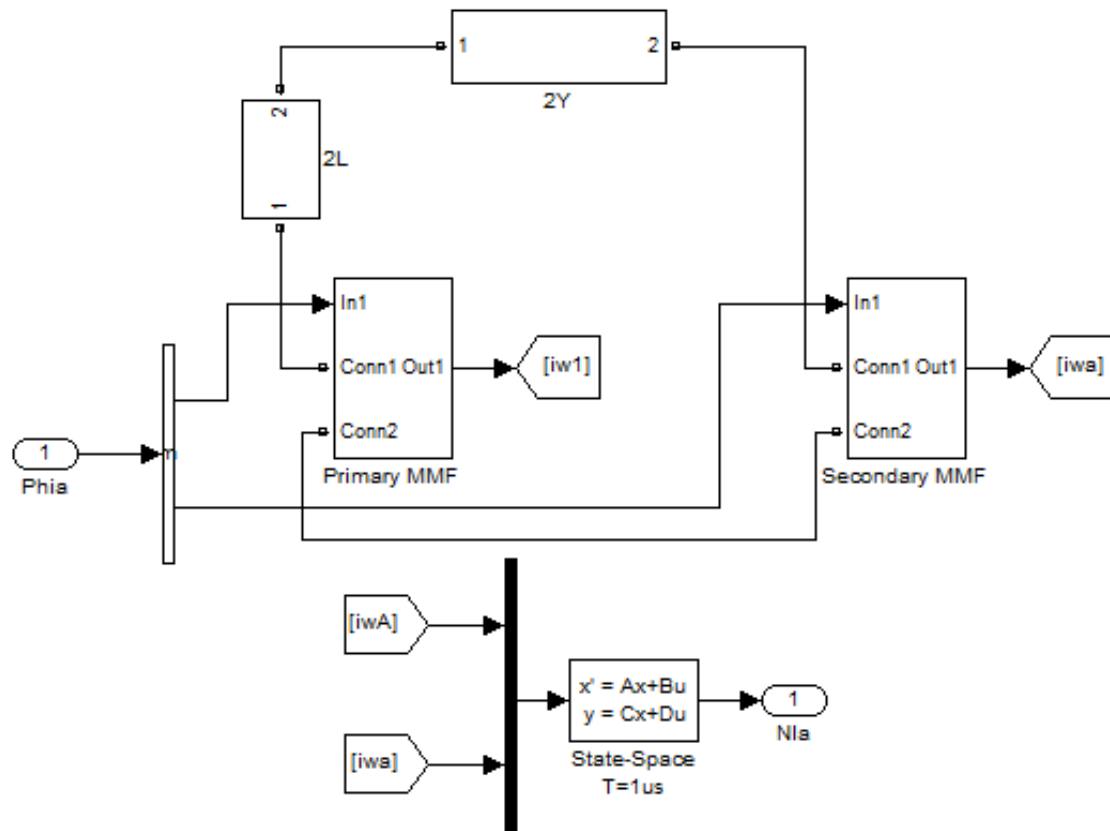 1
2
2Y
2
1
2L
In1
Conn1
Out1
Conn2
Primary MMF
[iw1]
In1
Conn1
Out1
Conn2
Secondary MMF
[iwa]
1
Phia
[iwA]
[iwa]
x' = Ax+Bu
y = Cx+Du
State-Space
T=1us
1
NIa